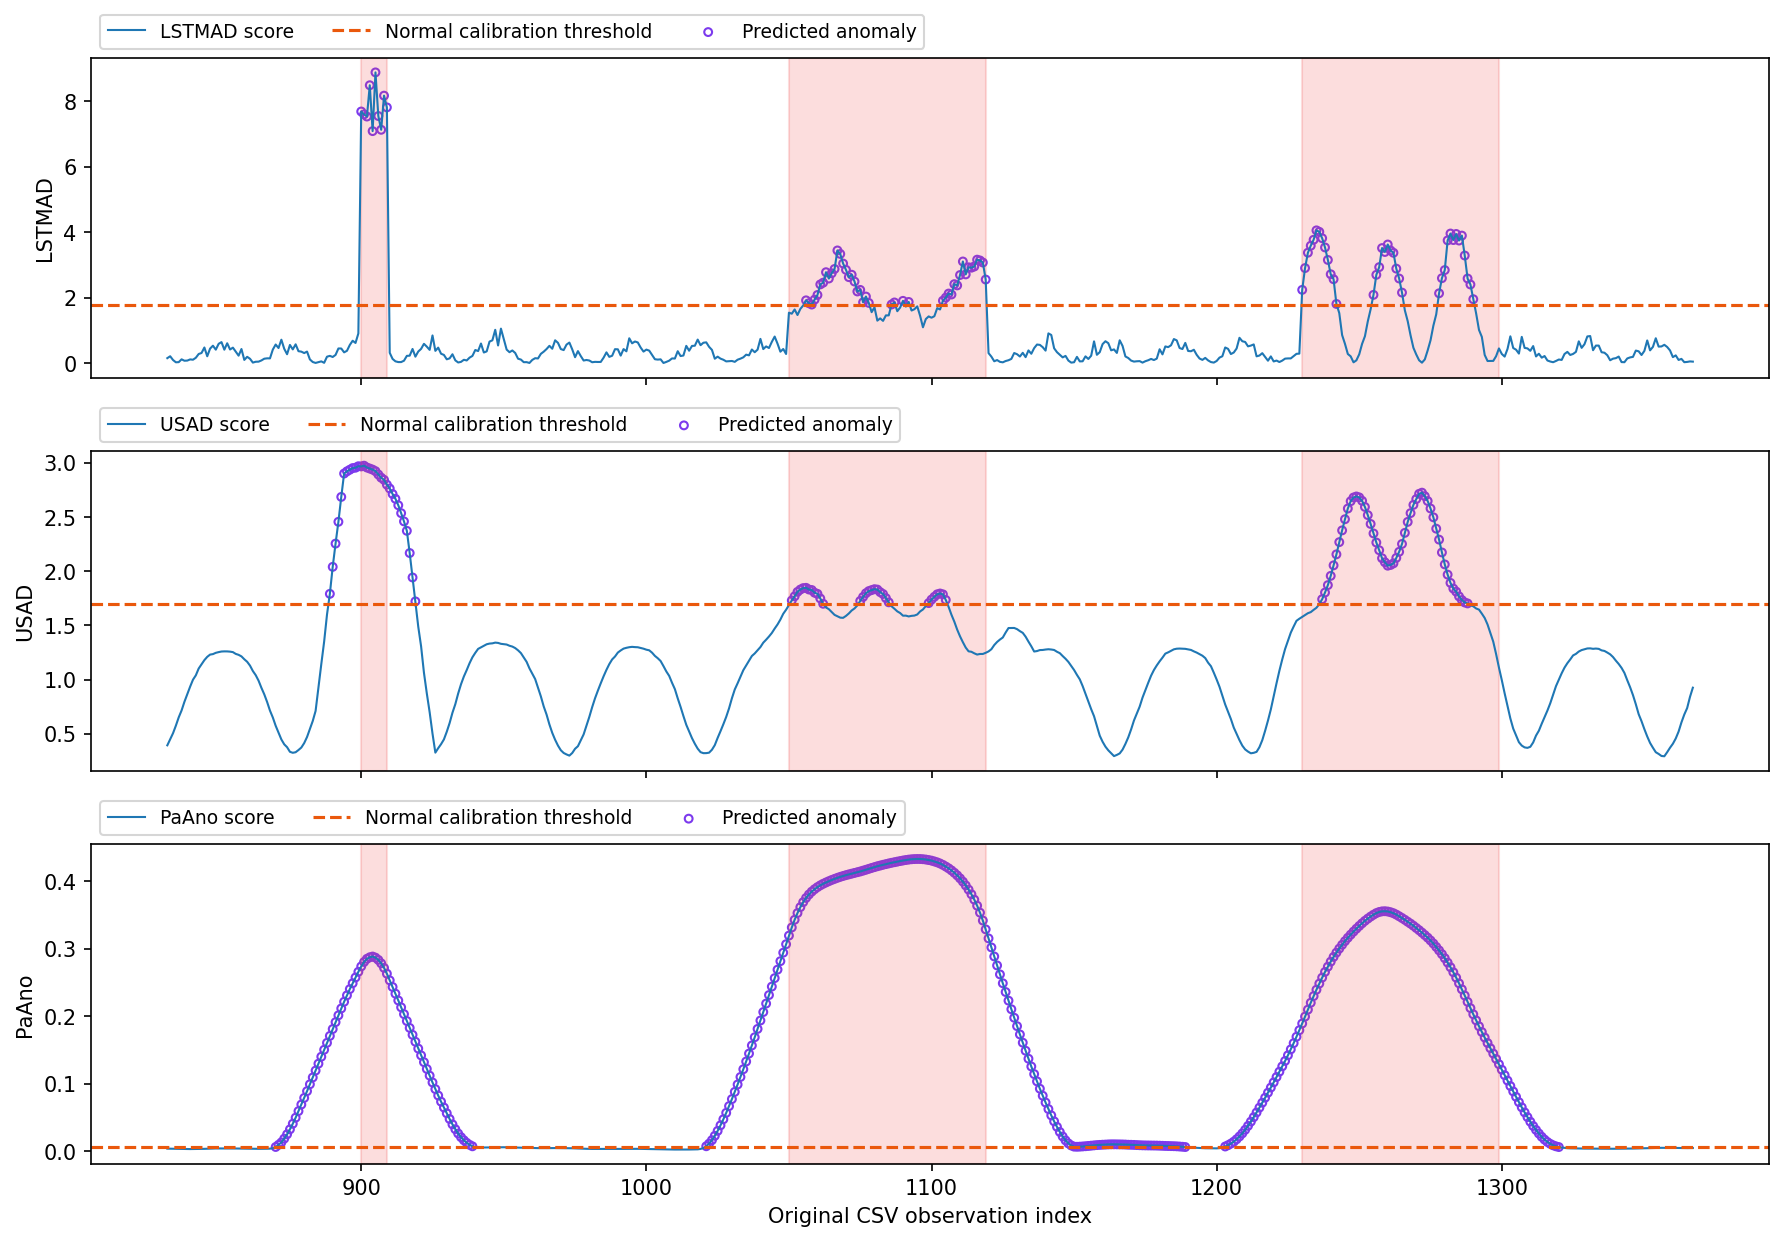 LSTMAD score Normal calibration threshold Predicted anomaly
8
6
4
2
0
LSTMAD
USAD score Normal calibration threshold Predicted anomaly
3.0
2.5
2.0
1.5
1.0
0.5
USAD
PaAno score Normal calibration threshold Predicted anomaly
0.4
0.3
0.2
0.1
0.0
PaAno
900 1000 1100 1200 1300
Original CSV observation index